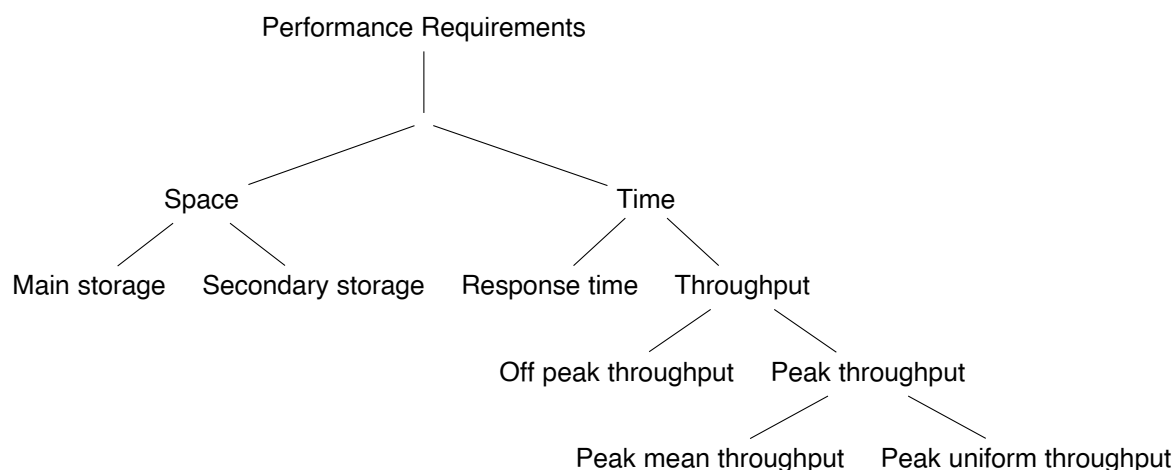 Performance Requirements
Space Time
Main storage Secondary storage Response time Throughput
Off peak throughput Peak throughput
Peak mean throughput Peak uniform throughput